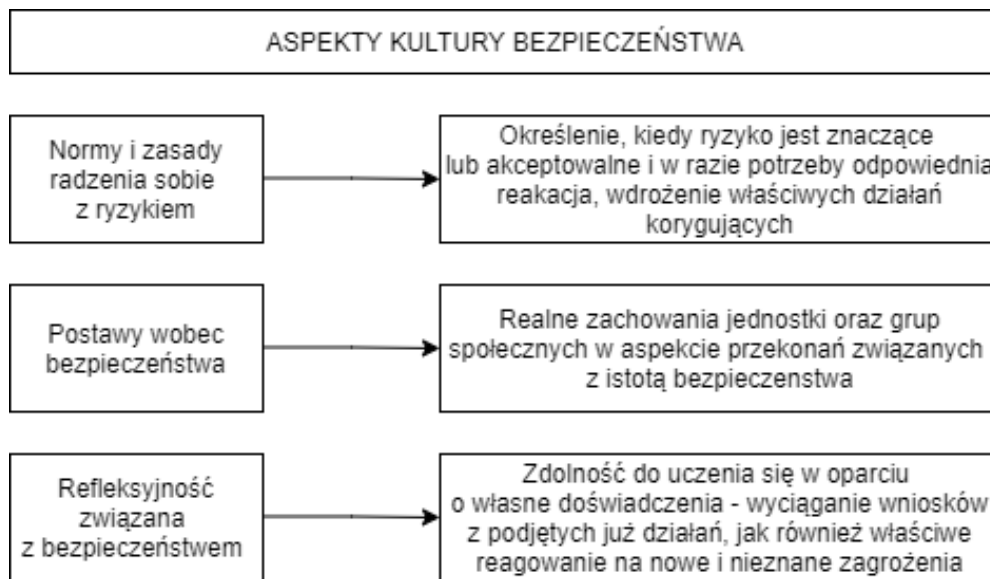 ASPEKTY KULTURY BEZPIECZEŃSTWA
Normy i zasady
radzenia sobie
z ryzykiem
Określenie, kiedy ryzyko jest znaczące
lub akceptowalne i w razie potrzeby odpowiednia
reakacja, wdrożenie właściwych działań
korygujących
Postawy wobec
bezpieczeństwa
Realne zachowania jednostki oraz grup
społecznych w aspekcie przekonań związanych
z istotą bezpieczenstwa
Refleksyjność
związana
z bezpieczeństwem
Zdolność do uczenia się w oparciu
o własne doświadczenia - wyciąganie wniosków
z podjętych już działań, jak również właściwe
reagowanie na nowe i nieznane zagrożenia